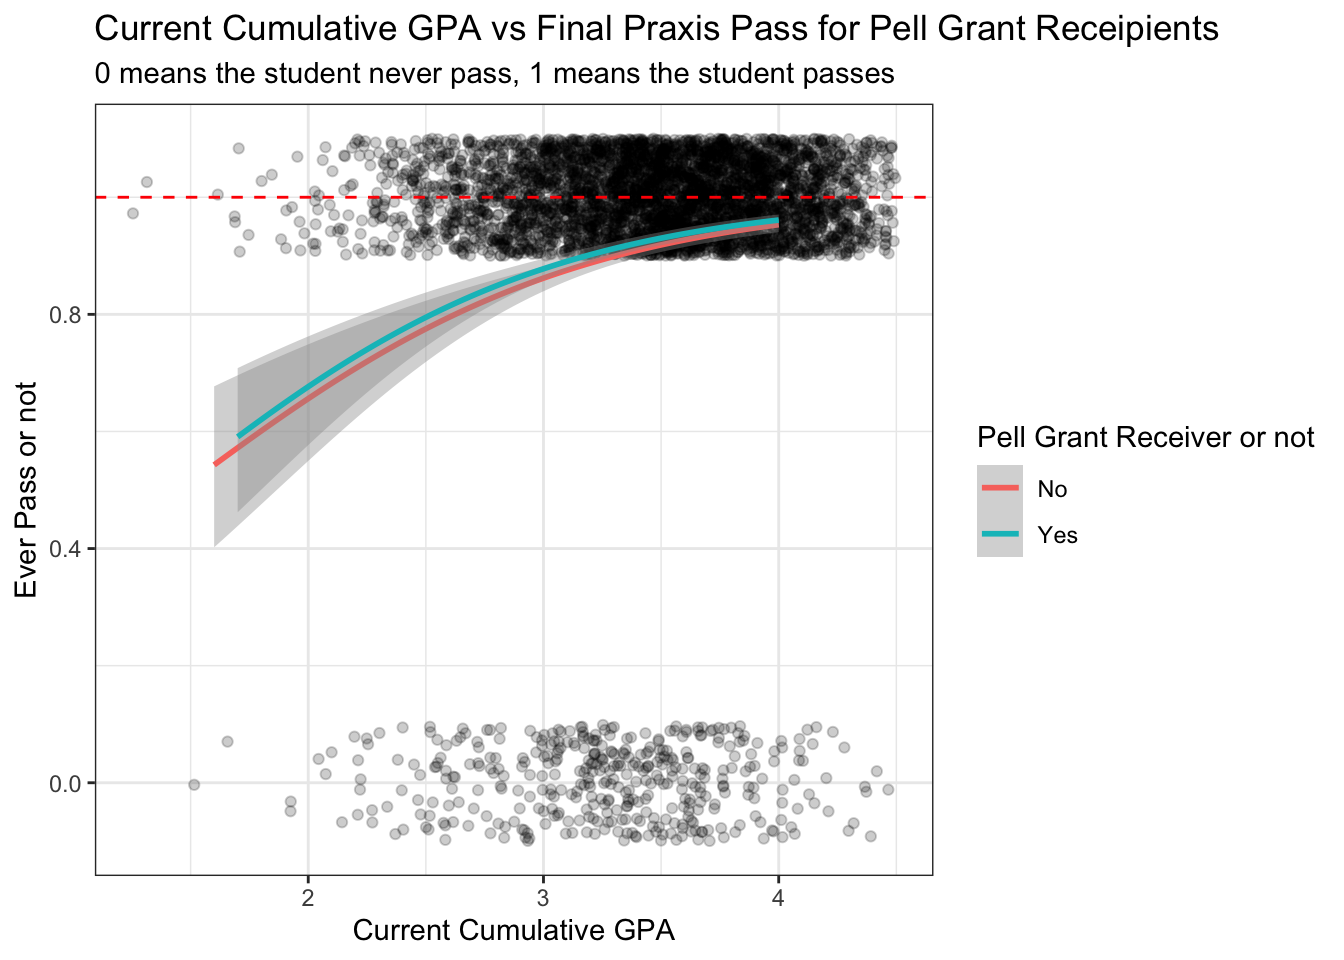 Current Cumulative GPA vs Final Praxis Pass for Pell Grant Receipients
0 means the student never pass, 1 means the student passes
Ever Pass or not
0.8
0.4
0.0
2
3
4
Current Cumulative GPA
Pell Grant Receiver or not
No
Yes